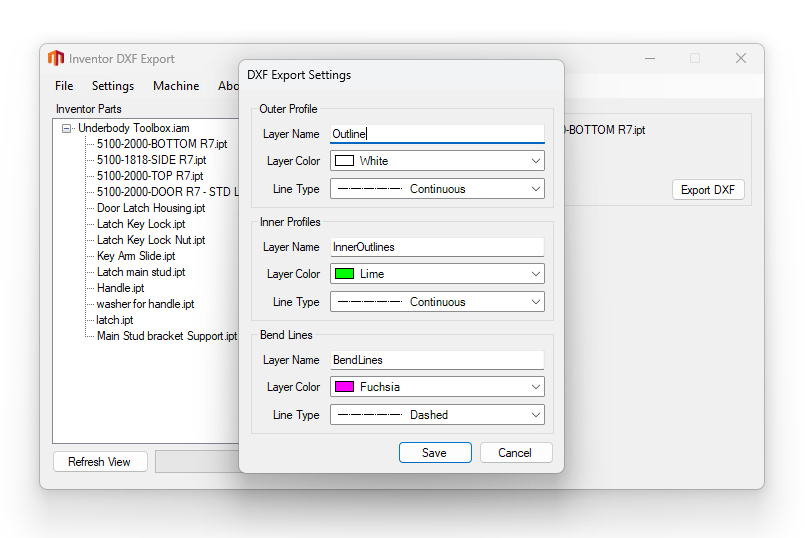 Inventor DXF Export
File Settings Machine Abo
Inventor Parts
Underbody Toolbox.iam
5100-2000-BOTTOM R7.ipt
5100-1818-SIDE R7.ipt
5100-2000-TOP R7.ipt
5100-2000-DOOR R7 - STD L
Door Latch Housing.ipt
Latch Key Lock.ipt
Latch Key Lock Nut.ipt
Key Arm Slide.ipt
Latch main stud.ipt
Handle.ipt
washer for handle.ipt
latch.ipt
Main Stud bracket Support.ipt
Refresh View
DXF Export Settings
Outer Profile
Layer Name Outline
Layer Color White
Line Type Continuous
Inner Profiles
Layer Name InnerOutlines
Layer Color Lime
Line Type Continuous
Bend Lines
Layer Name BendLines
Layer Color Fuchsia
Line Type Dashed
Save Cancel
-BOTTOM R7.ipt
Export DXF